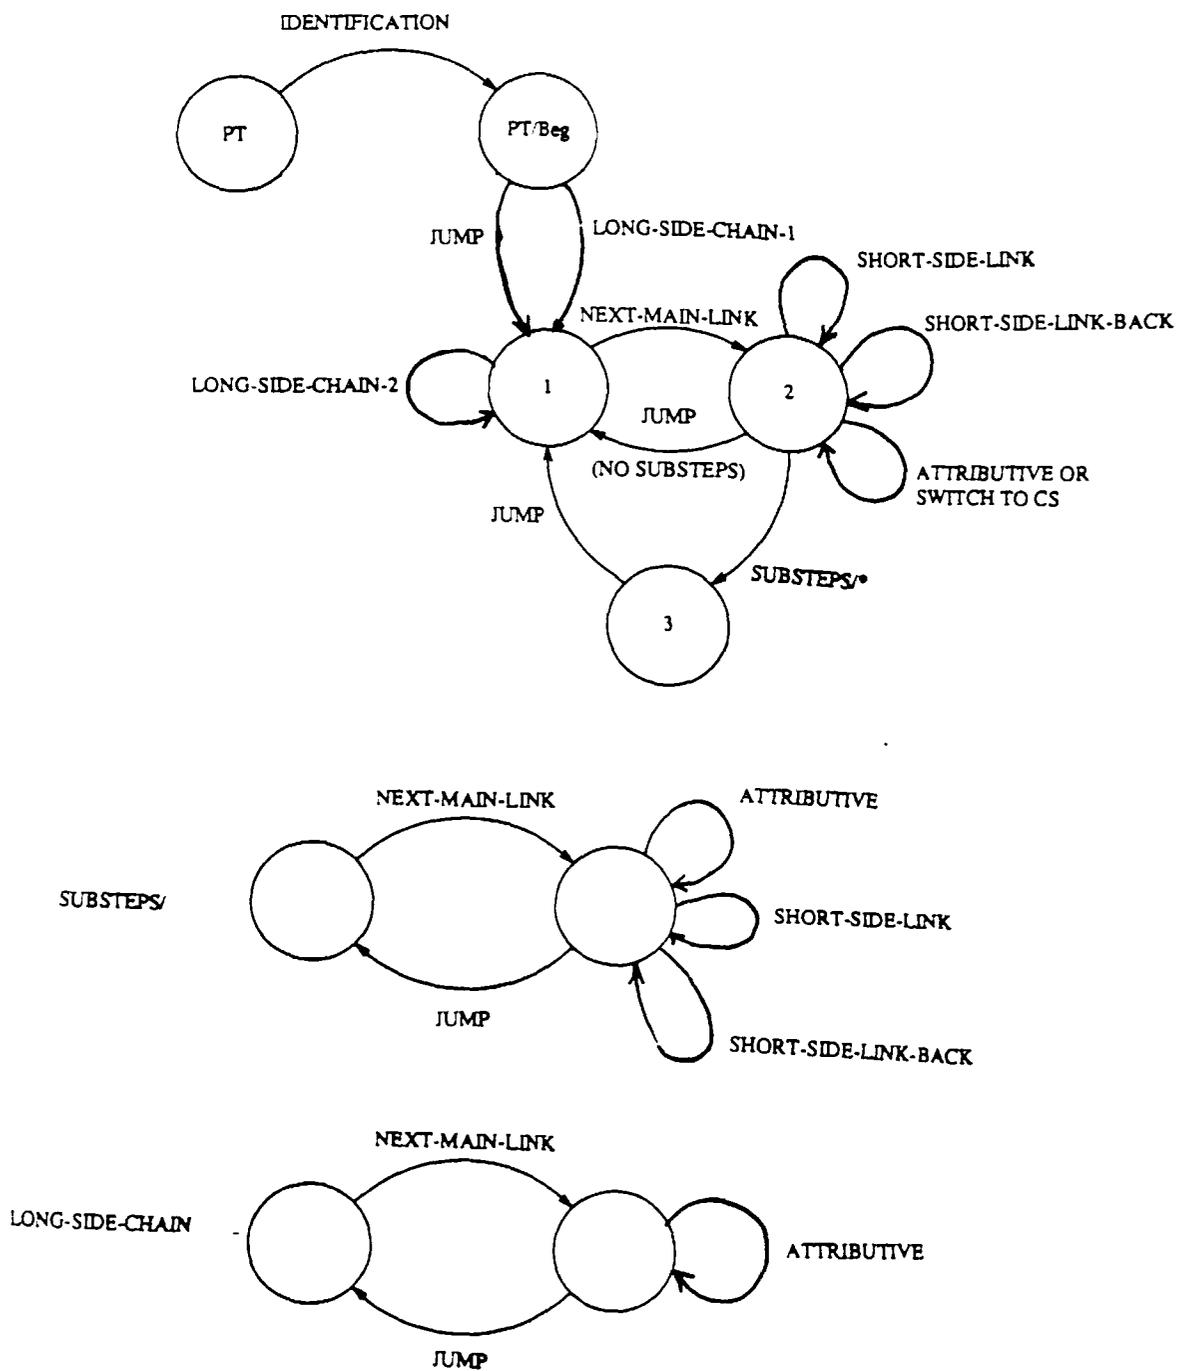 IDENTIFICATION
PT
PT/Beg
JUMP
LONG-SIDE-CHAIN-1
SHORT-SIDE-LINK
NEXT-MAIN-LINK
SHORT-SIDE-LINK-BACK
LONG-SIDE-CHAIN-2
1
2
JUMP
(NO SUBSTEPS)
ATTRIBUTIVE OR
SWITCH TO CS
JUMP
SUBSTEPS/*
3
NEXT-MAIN-LINK
ATTRIBUTIVE
SUBSTEPS/
SHORT-SIDE-LINK
JUMP
SHORT-SIDE-LINK-BACK
NEXT-MAIN-LINK
LONG-SIDE-CHAIN
ATTRIBUTIVE
JUMP